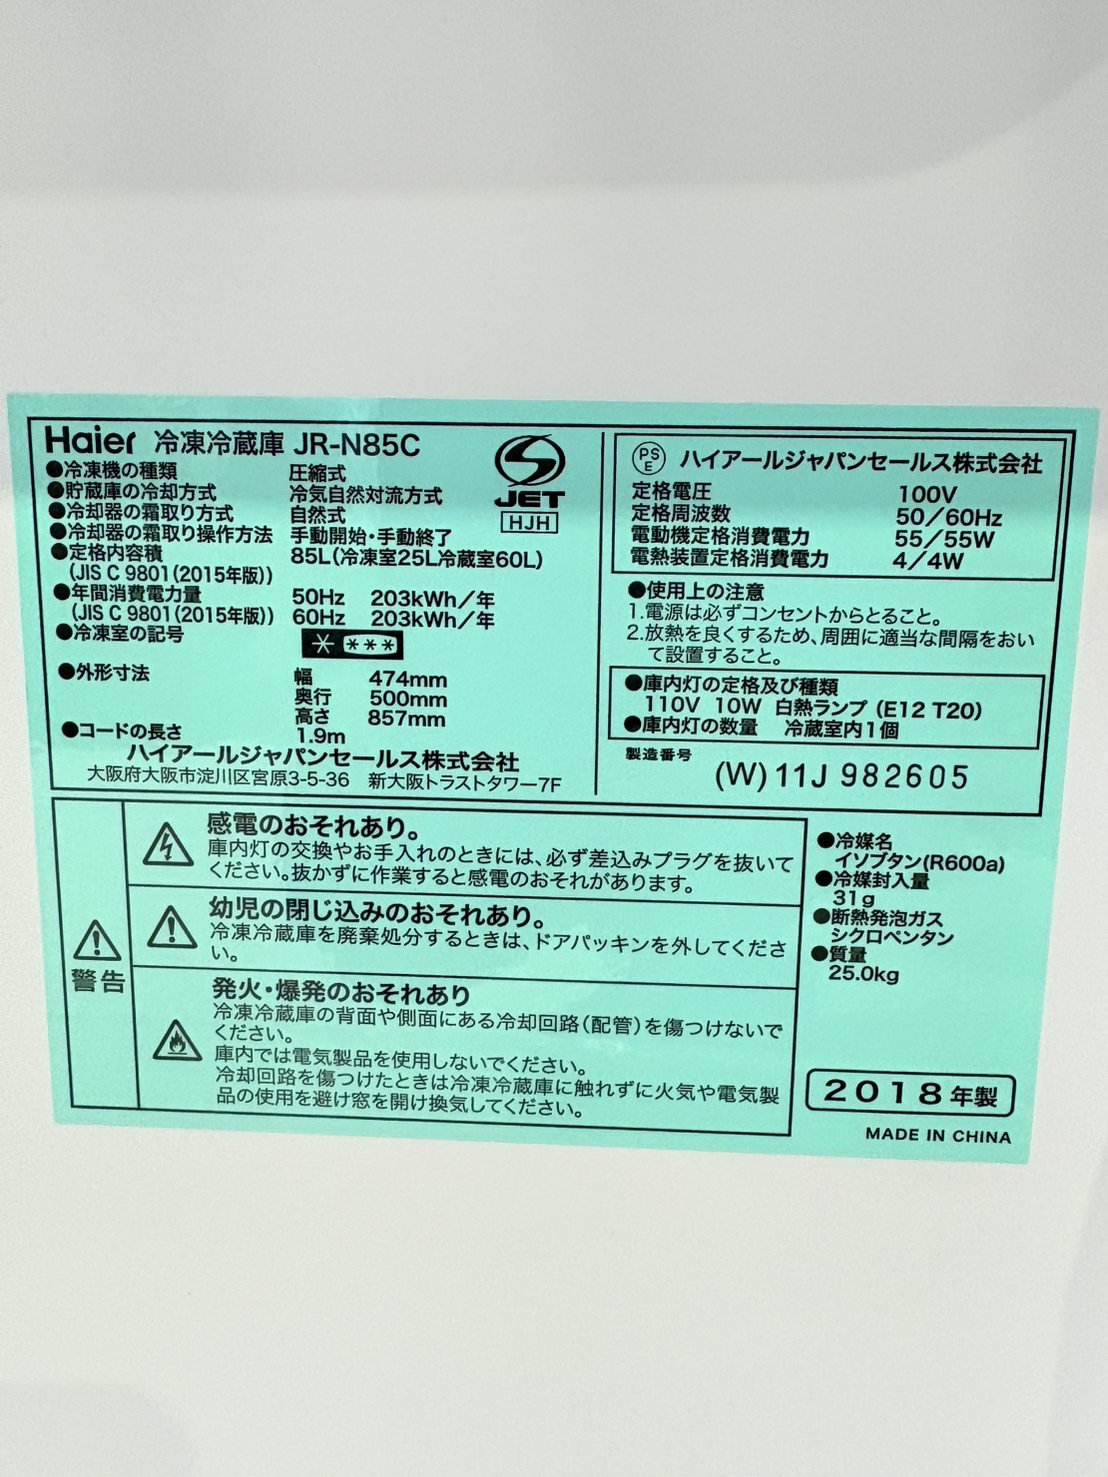 Haier 冷凍冷蔵庫 JR-N85C
●冷凍機の種類 圧縮式
●貯蔵庫の冷却方式 冷気自然対流方式
●冷却器の霜取り方式 自然式
●冷却器の霜取り操作方法 手動開始・手動終了
●定格内容積 85L(冷凍室25L冷蔵室60L)
(JIS C 9801(2015年版))
●年間消費電力量 50Hz 203kWh／年
(JIS C 9801(2015年版)) 60Hz 203kWh／年
●冷凍室の記号 * ***
●外形寸法 幅 474mm
奥行 500mm
高さ 857mm
●コードの長さ 1.9m
ハイアールジャパンセールス株式会社
大阪府大阪市淀川区宮原3-5-36 新大阪トラストタワー7F
JET
HJH
PS
E
ハイアールジャパンセールス株式会社
定格電圧 100V
定格周波数 50／60Hz
電動機定格消費電力 55／55W
電熱装置定格消費電力 4／4W
●使用上の注意
1.電源は必ずコンセントからとること。
2.放熱を良くするため、周囲に適当な間隔をおい
て設置すること。
●庫内灯の定格及び種類
110V 10W 白熱ランプ (E12 T20)
●庫内灯の数量 冷蔵室内1個
製造番号
(W) 11J 982605
警告
感電のおそれあり。
庫内灯の交換やお手入れのときには、必ず差込みプラグを抜いて
ください。抜かずに作業すると感電のおそれがあります。
幼児の閉じ込みのおそれあり。
冷凍冷蔵庫を廃棄処分するときは、ドアパッキンを外してくださ
い。
発火・爆発のおそれあり
冷凍冷蔵庫の背面や側面にある冷却回路(配管)を傷つけないで
ください。
庫内では電気製品を使用しないでください。
冷却回路を傷つけたときは冷凍冷蔵庫に触れずに火気や電気製
品の使用を避け窓を開け換気してください。
●冷媒名
イソブタン(R600a)
●冷媒封入量
31g
●断熱発泡ガス
シクロペンタン
●質量
25.0kg
2018年製
MADE IN CHINA